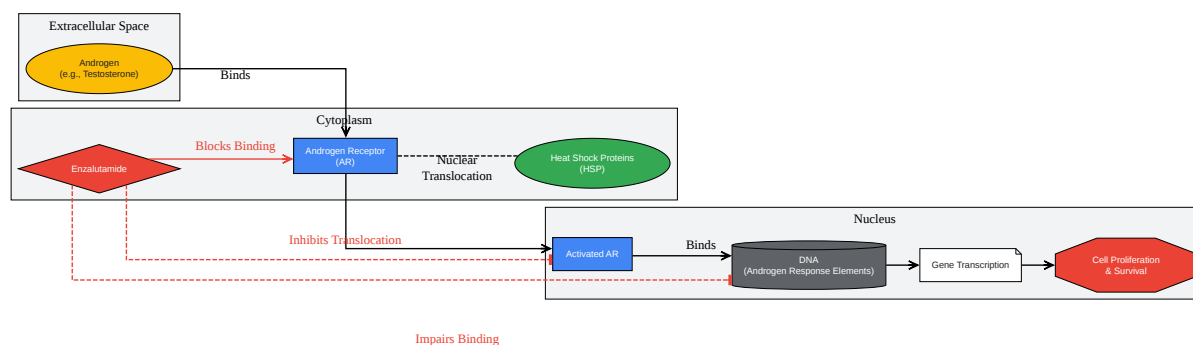 Extracellular Space
Androgen
(e.g., Testosterone)
Binds
Cytoplasm
Enzalutamide
Blocks Binding
Androgen Receptor
(AR)
Nuclear
Translocation
Heat Shock Proteins
(HSP)
Nucleus
Inhibits Translocation
Activated AR
Binds
DNA
(Androgen Response Elements)
Gene Transcription
Cell Proliferation
& Survival
Impairs Binding